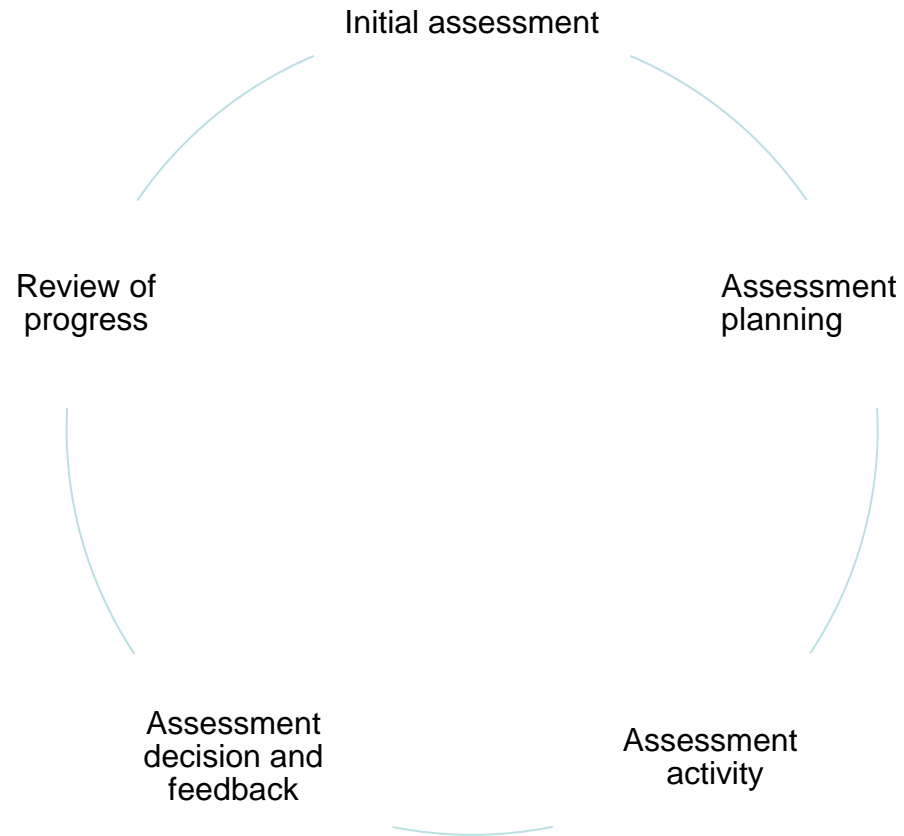 Initial assessment
Assessment
planning
Assessment
activity
Assessment
decision and
feedback
Review of
progress